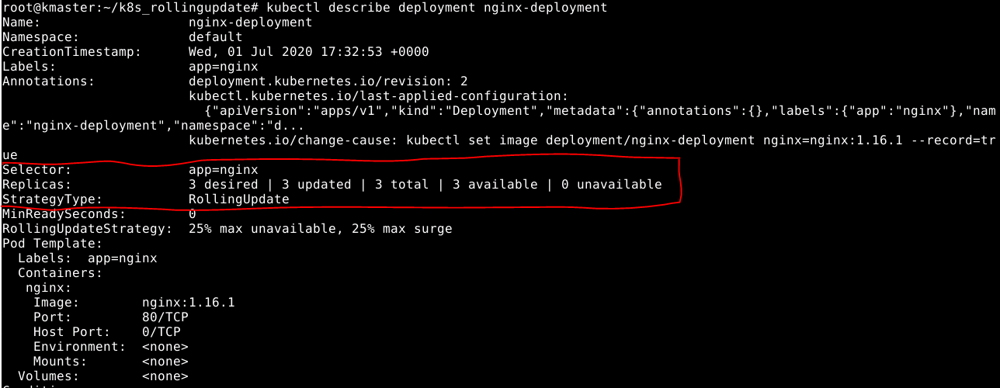 root@kmaster:~/k8s_rollingupdate# kubectl describe deployment nginx-deployment
Name:                   nginx-deployment
Namespace:              default
CreationTimestamp:      Wed, 01 Jul 2020 17:32:53 +0000
Labels:                 app=nginx
Annotations:            deployment.kubernetes.io/revision: 2
                        kubectl.kubernetes.io/last-applied-configuration:
                          {"apiVersion":"apps/v1","kind":"Deployment","metadata":{"annotations":{},"labels":{"app":"nginx"},"nam
e":"nginx-deployment","namespace":"d...
                        kubernetes.io/change-cause: kubectl set image deployment/nginx-deployment nginx=nginx:1.16.1 --record=tr
ue
Selector:               app=nginx
Replicas:               3 desired | 3 updated | 3 total | 3 available | 0 unavailable
StrategyType:           RollingUpdate
MinReadySeconds:        0
RollingUpdateStrategy:  25% max unavailable, 25% max surge
Pod Template:
  Labels:  app=nginx
  Containers:
   nginx:
    Image:        nginx:1.16.1
    Port:         80/TCP
    Host Port:    0/TCP
    Environment:  <none>
    Mounts:       <none>
  Volumes:        <none>